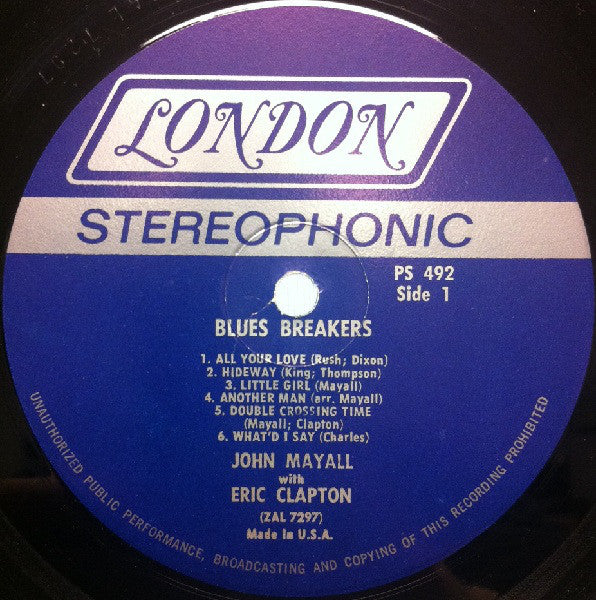 LONDON
STEREOPHONIC
PS 492
Side 1
BLUES BREAKERS
1. ALL YOUR LOVE (Rush; Dixon)
2. HIDEWAY (King; Thompson)
3. LITTLE GIRL (Mayall)
4. ANOTHER MAN (arr. Mayall)
5. DOUBLE CROSSING TIME
(Mayall; Clapton)
6. WHAT'D I SAY (Charles)
JOHN MAYALL
with
ERIC CLAPTON
(ZAL 7297)
Made in U.S.A.
UNAUTHORIZED PUBLIC PERFORMANCE, BROADCASTING AND COPYING OF THIS RECORDING PROHIBITED